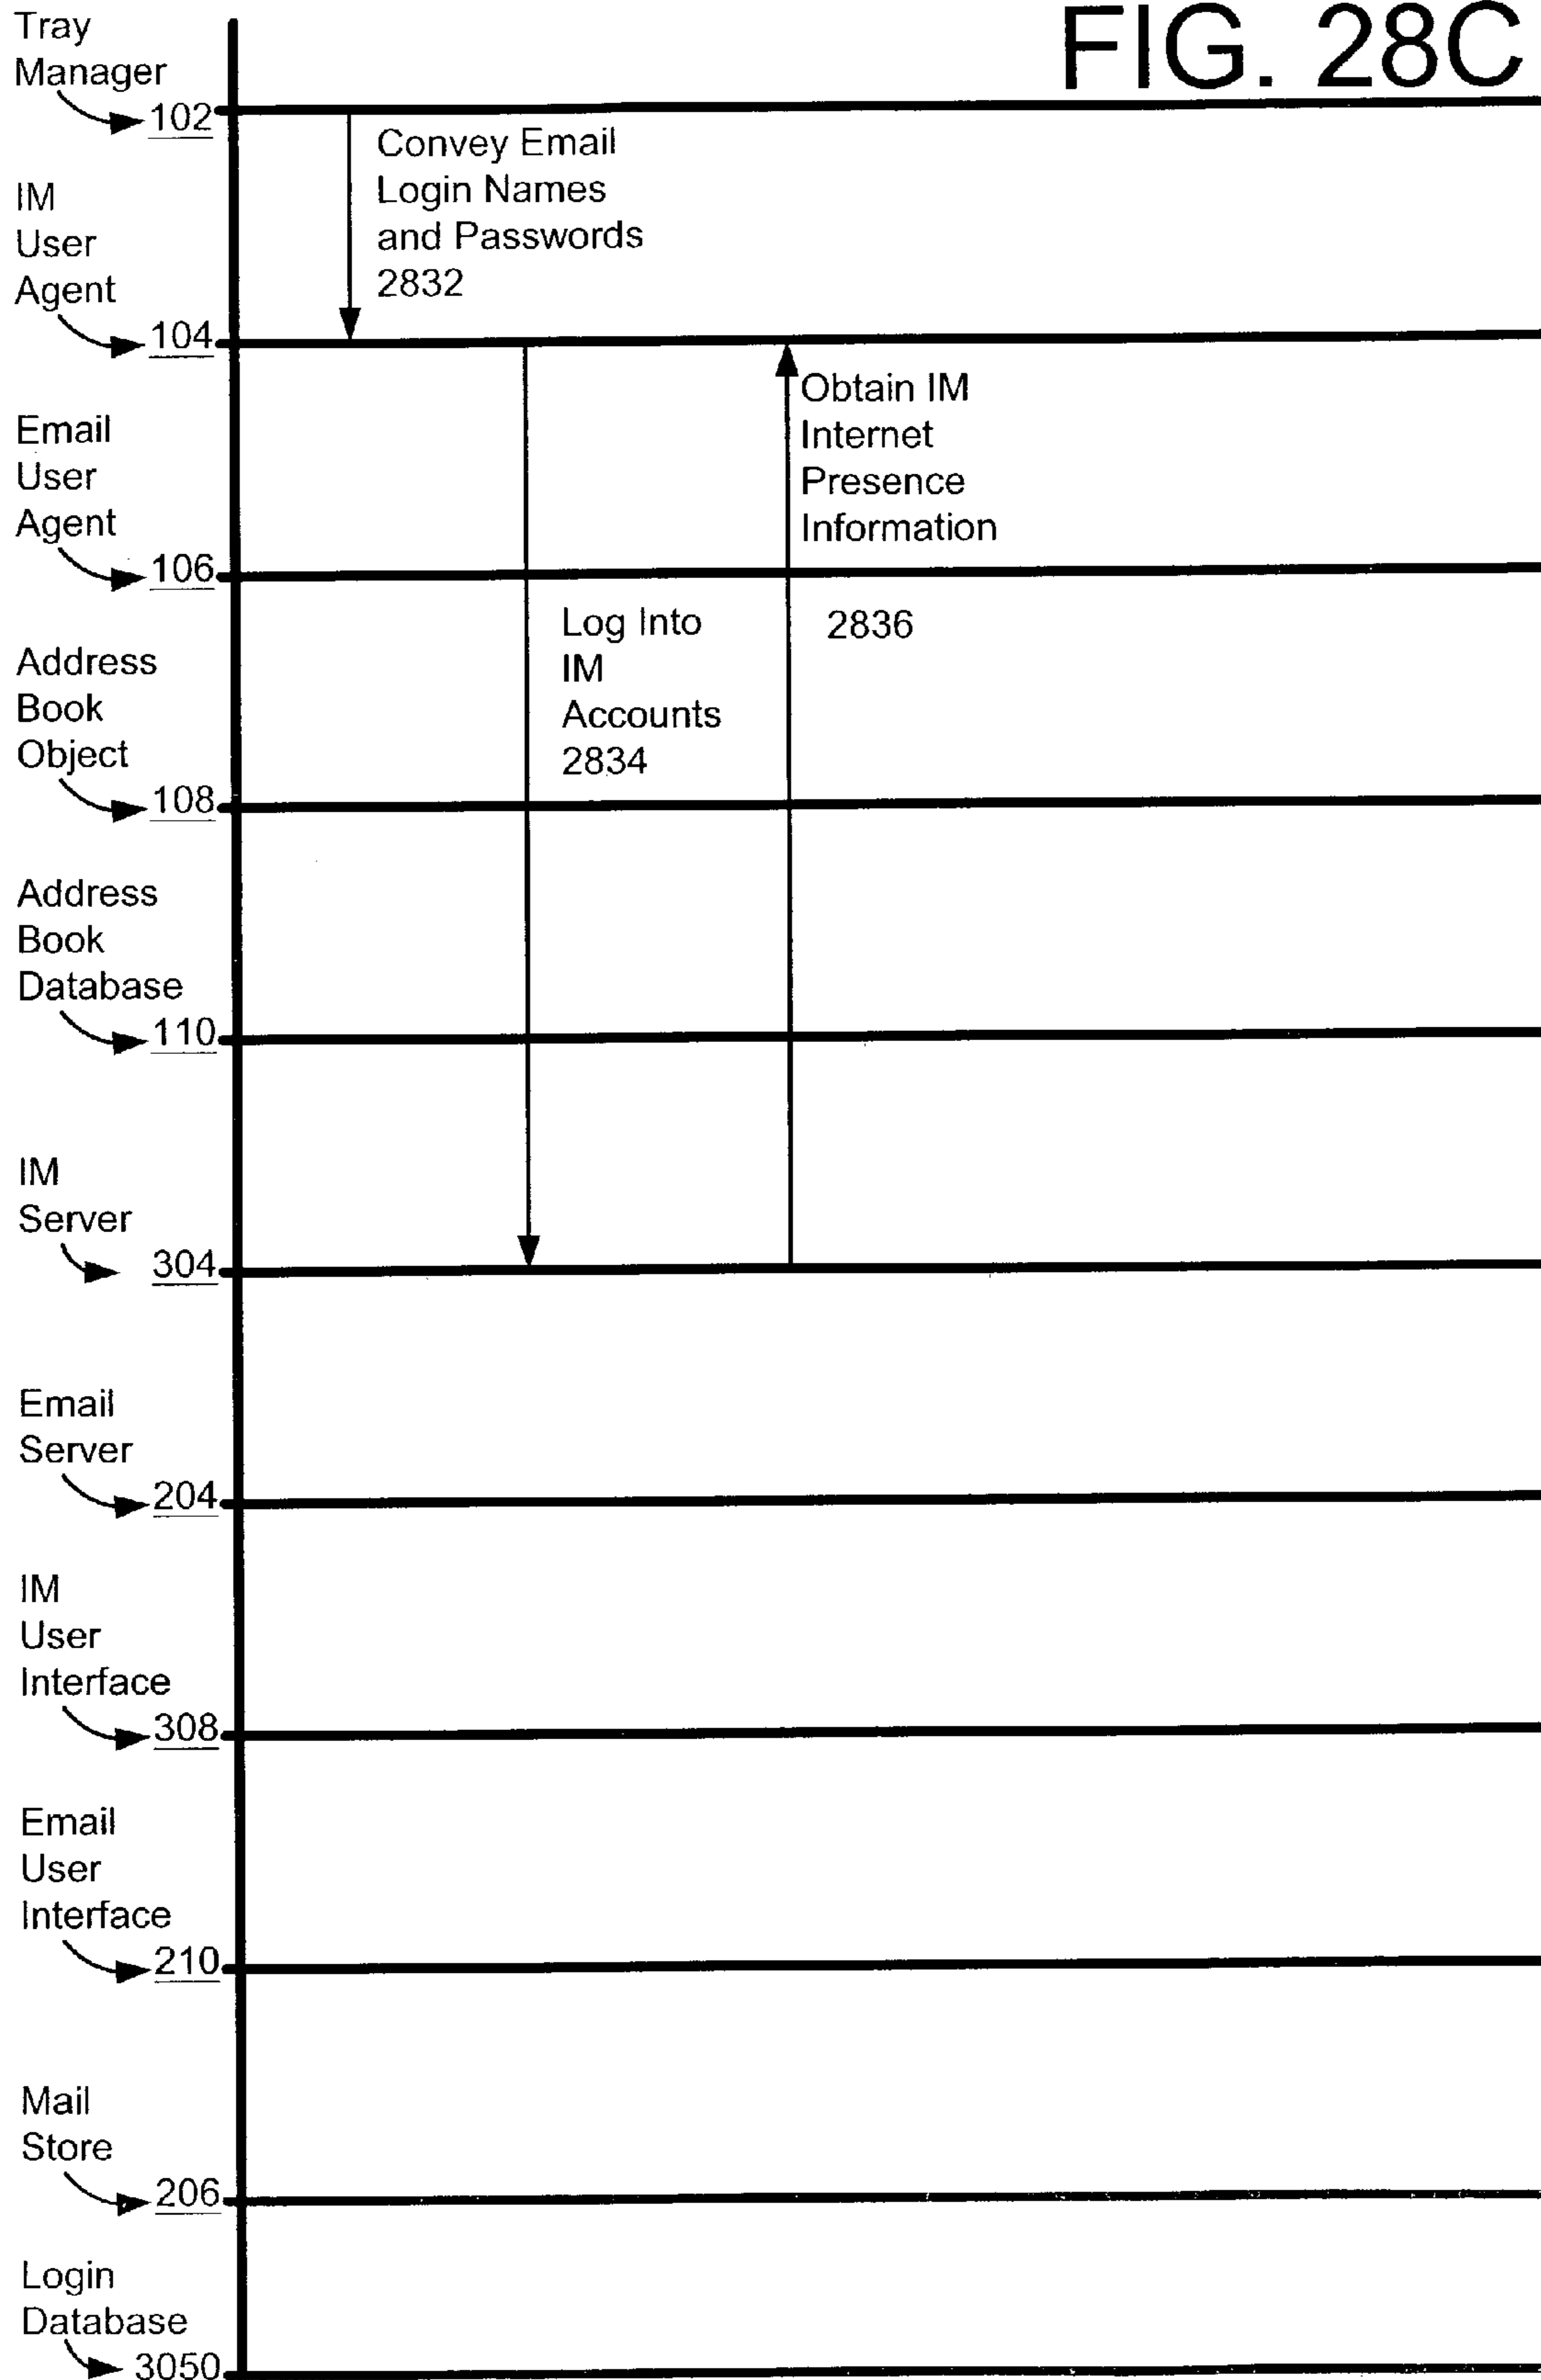 FIG. 28C
Tray
Manager
102
Convey Email
Login Names
and Passwords
2832
IM
User
Agent
104
Obtain IM
Internet
Presence
Information
2836
Email
User
Agent
106
Log Into
IM
Accounts
2834
Address
Book
Object
108
Address
Book
Database
110
IM
Server
304
Email
Server
204
IM
User
Interface
308
Email
User
Interface
210
Mail
Store
206
Login
Database
3050